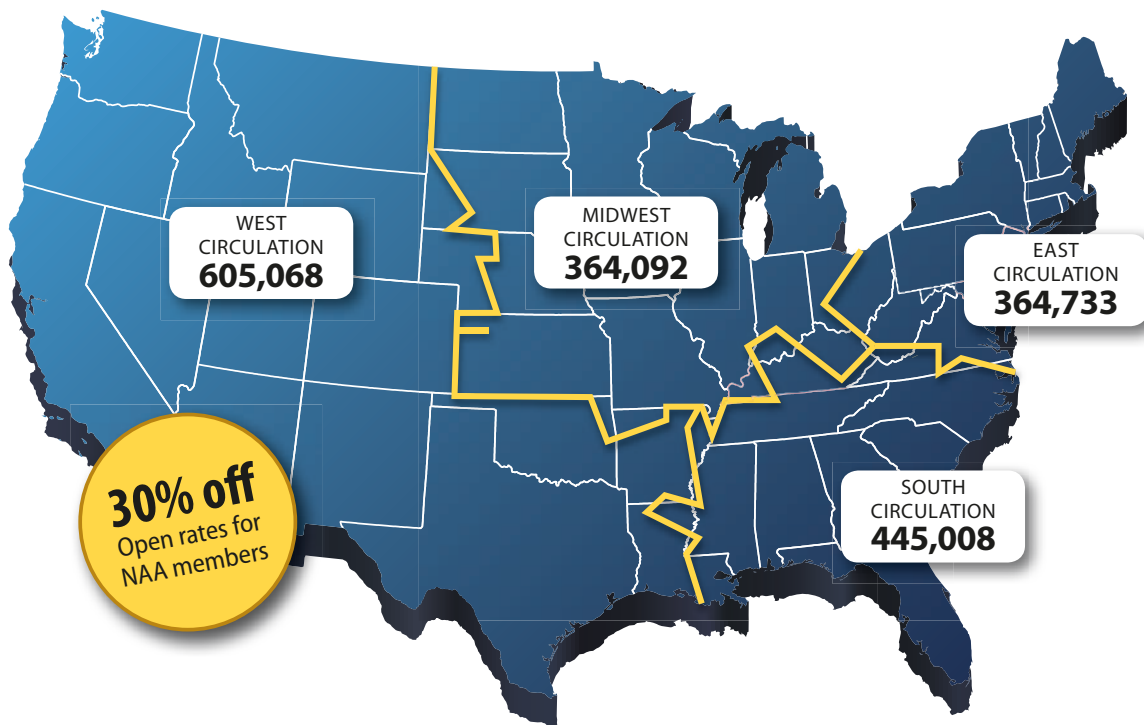 WEST
CIRCULATION
605,068
MIDWEST
CIRCULATION
364,092
EAST
CIRCULATION
364,733
30% off
Open rates for
NAA members
SOUTH
CIRCULATION
445,008